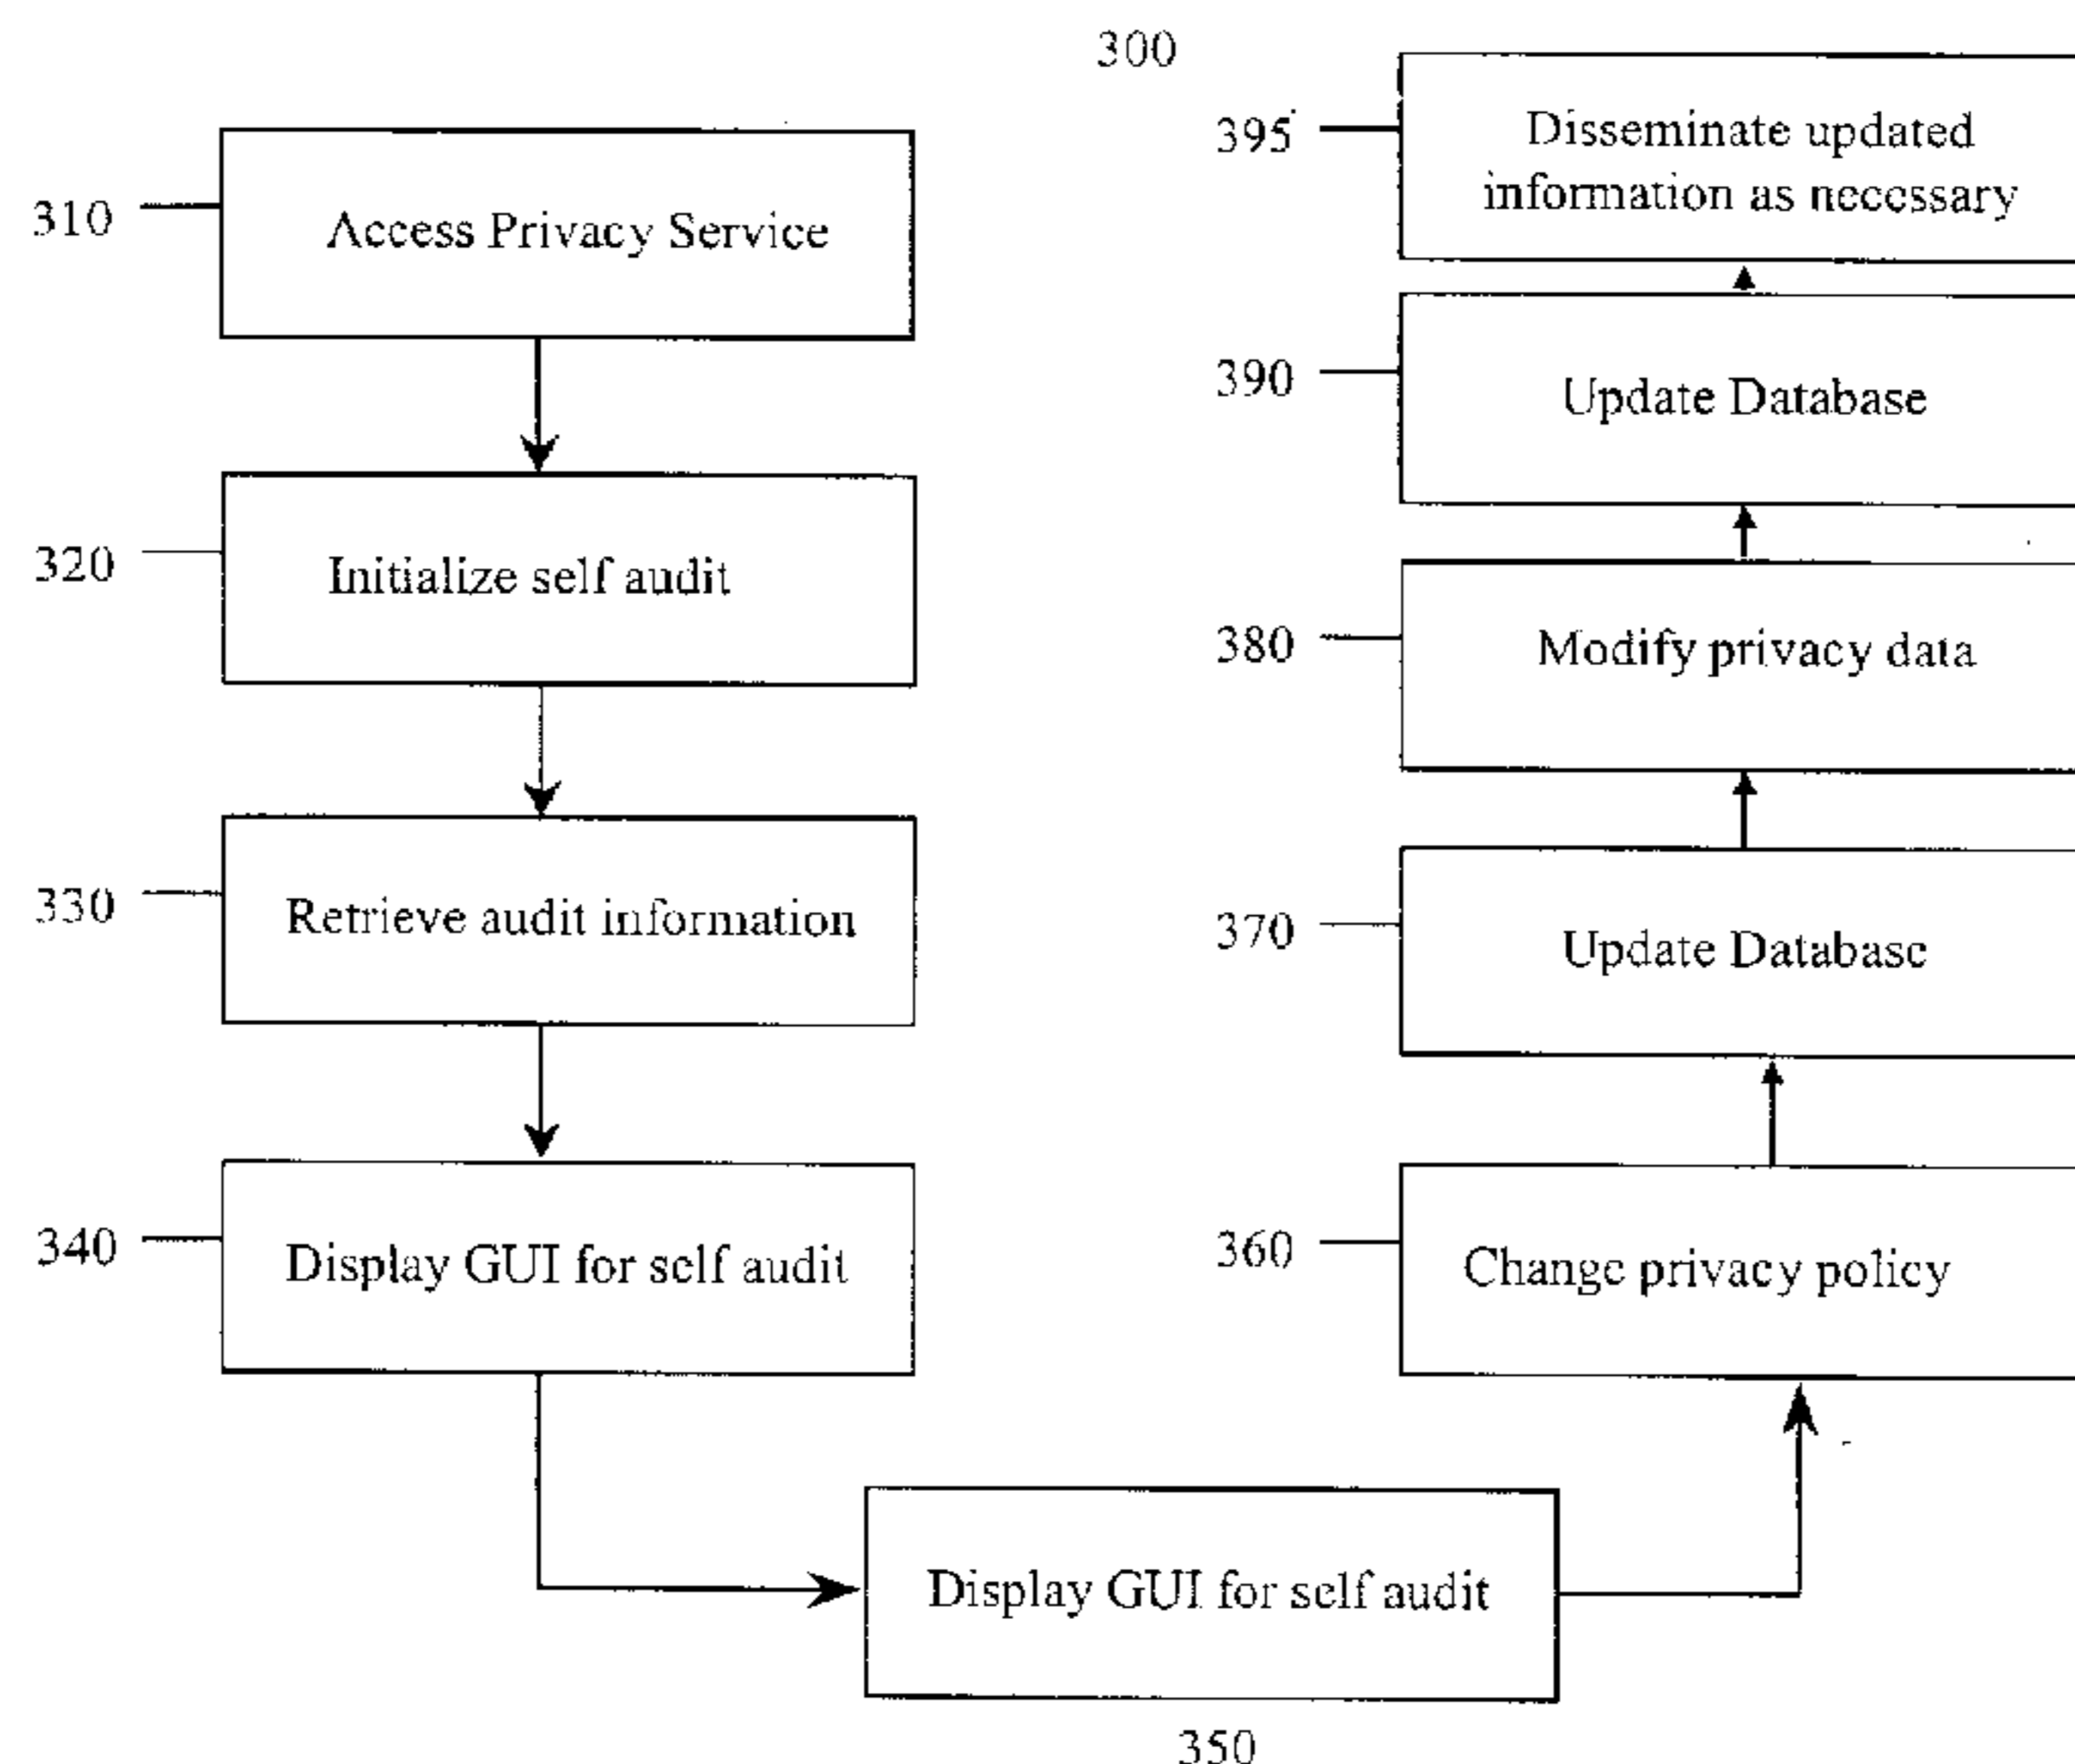 300
310
Access Privacy Service
320
Initialize self audit
330
Retrieve audit information
340
Display GUI for self audit
Display GUI for self audit
350
360
Change privacy policy
370
Update Database
380
Modify privacy data
390
Update Database
395
Disseminate updated
information as necessary